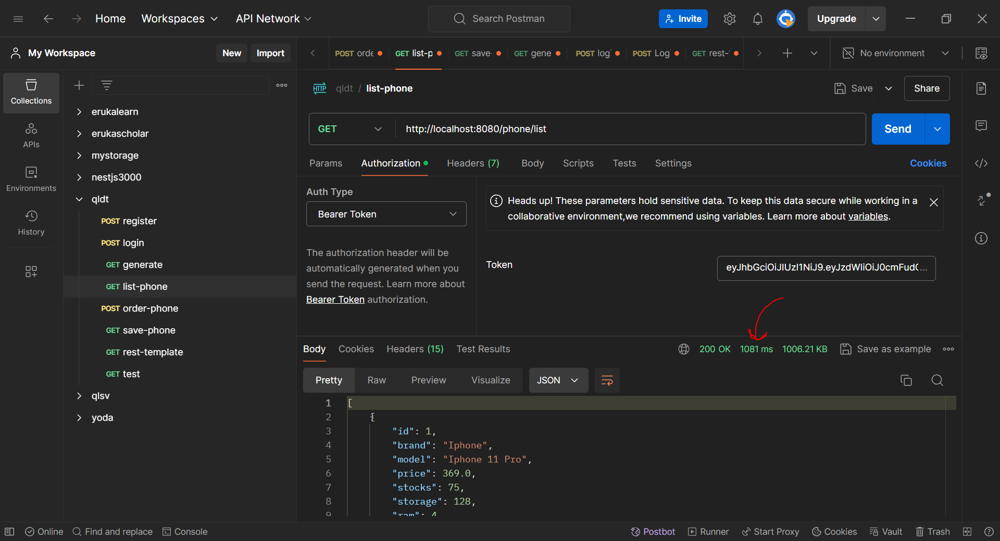 Home Workspaces API Network Search Postman Invite Upgrade
My Workspace New Import POST orde GET list-p GET save- GET gene POST log POST Log GET rest- No environment
Collections
APIs
Environments
History
erukalearn
erukascholar
mystorage
nestjs3000
qldt
POST register
POST login
GET generate
GET list-phone
POST order-phone
GET save-phone
GET rest-template
GET test
qlsv
yoda
HTTP qldt / list-phone Save Share
GET http://localhost:8080/phone/list Send
Params Authorization Headers (7) Body Scripts Tests Settings Cookies
Auth Type
Bearer Token
The authorization header will be
automatically generated when you
send the request. Learn more about
Bearer Token authorization.
Heads up! These parameters hold sensitive data. To keep this data secure while working in a
collaborative environment,we recommend using variables. Learn more about variables.
Token
Body Cookies Headers (15) Test Results 200 OK 1081 ms 1006.21 KB Save as example
Pretty Raw Preview Visualize JSON
1 [
2 {
3 "id": 1,
4 "brand": "Iphone",
5 "model": "Iphone 11 Pro",
6 "price": 369.0,
7 "stocks": 75,
8 "storage": 128,
9 "ram": 4
Online Find and replace Console Postbot Runner Start Proxy Cookies Vault Trash